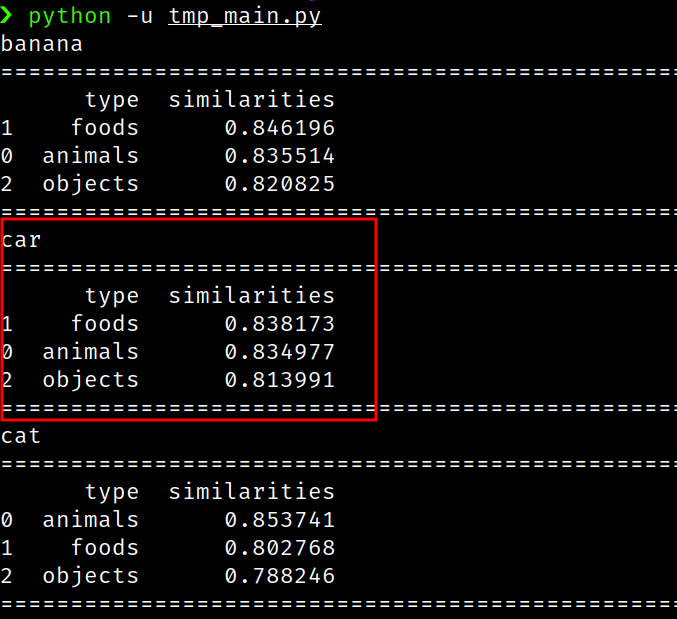 ❯ python -u tmp_main.py
banana
==================================================
type similarities
1 foods 0.846196
0 animals 0.835514
2 objects 0.820825
==================================================
car
==================================================
type similarities
1 foods 0.838173
0 animals 0.834977
2 objects 0.813991
==================================================
cat
==================================================
type similarities
0 animals 0.853741
1 foods 0.802768
2 objects 0.788246
==================================================